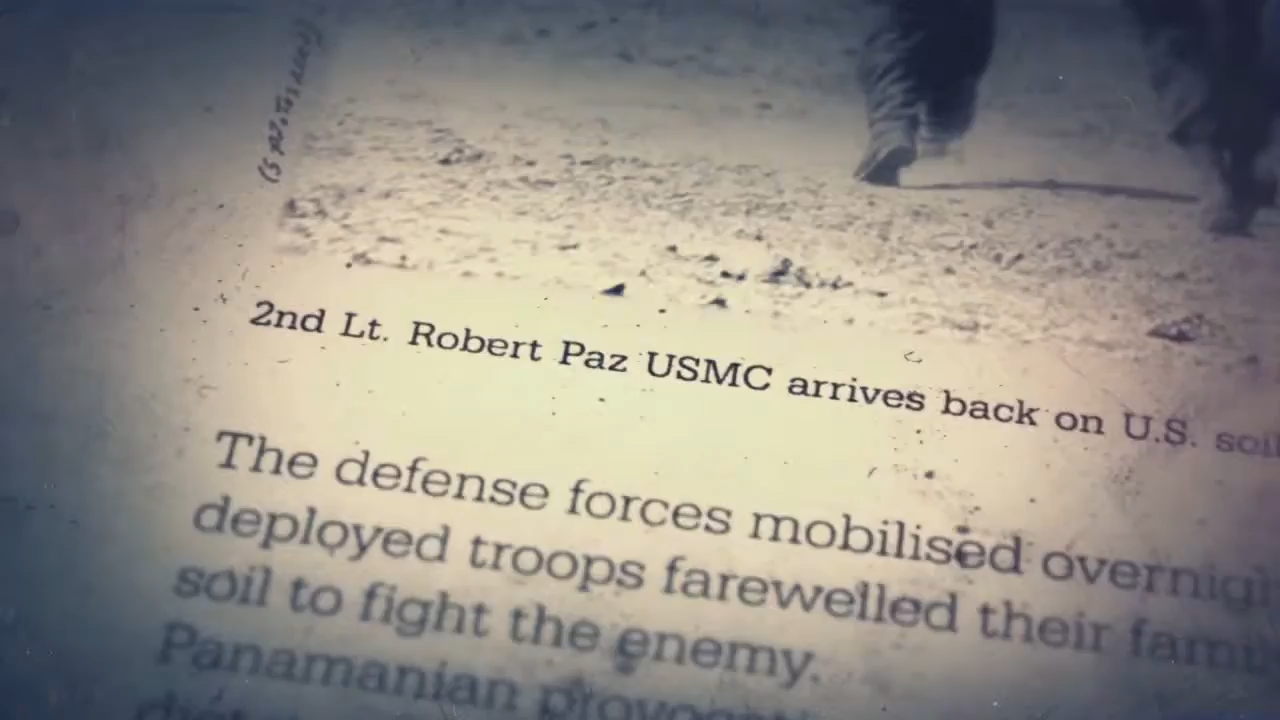 2nd Lt. Robert Paz USMC arrives back on U.S. soil
The defense forces mobilised
deployed troops farewelled their
soil to fight the enemy.
Panamanian